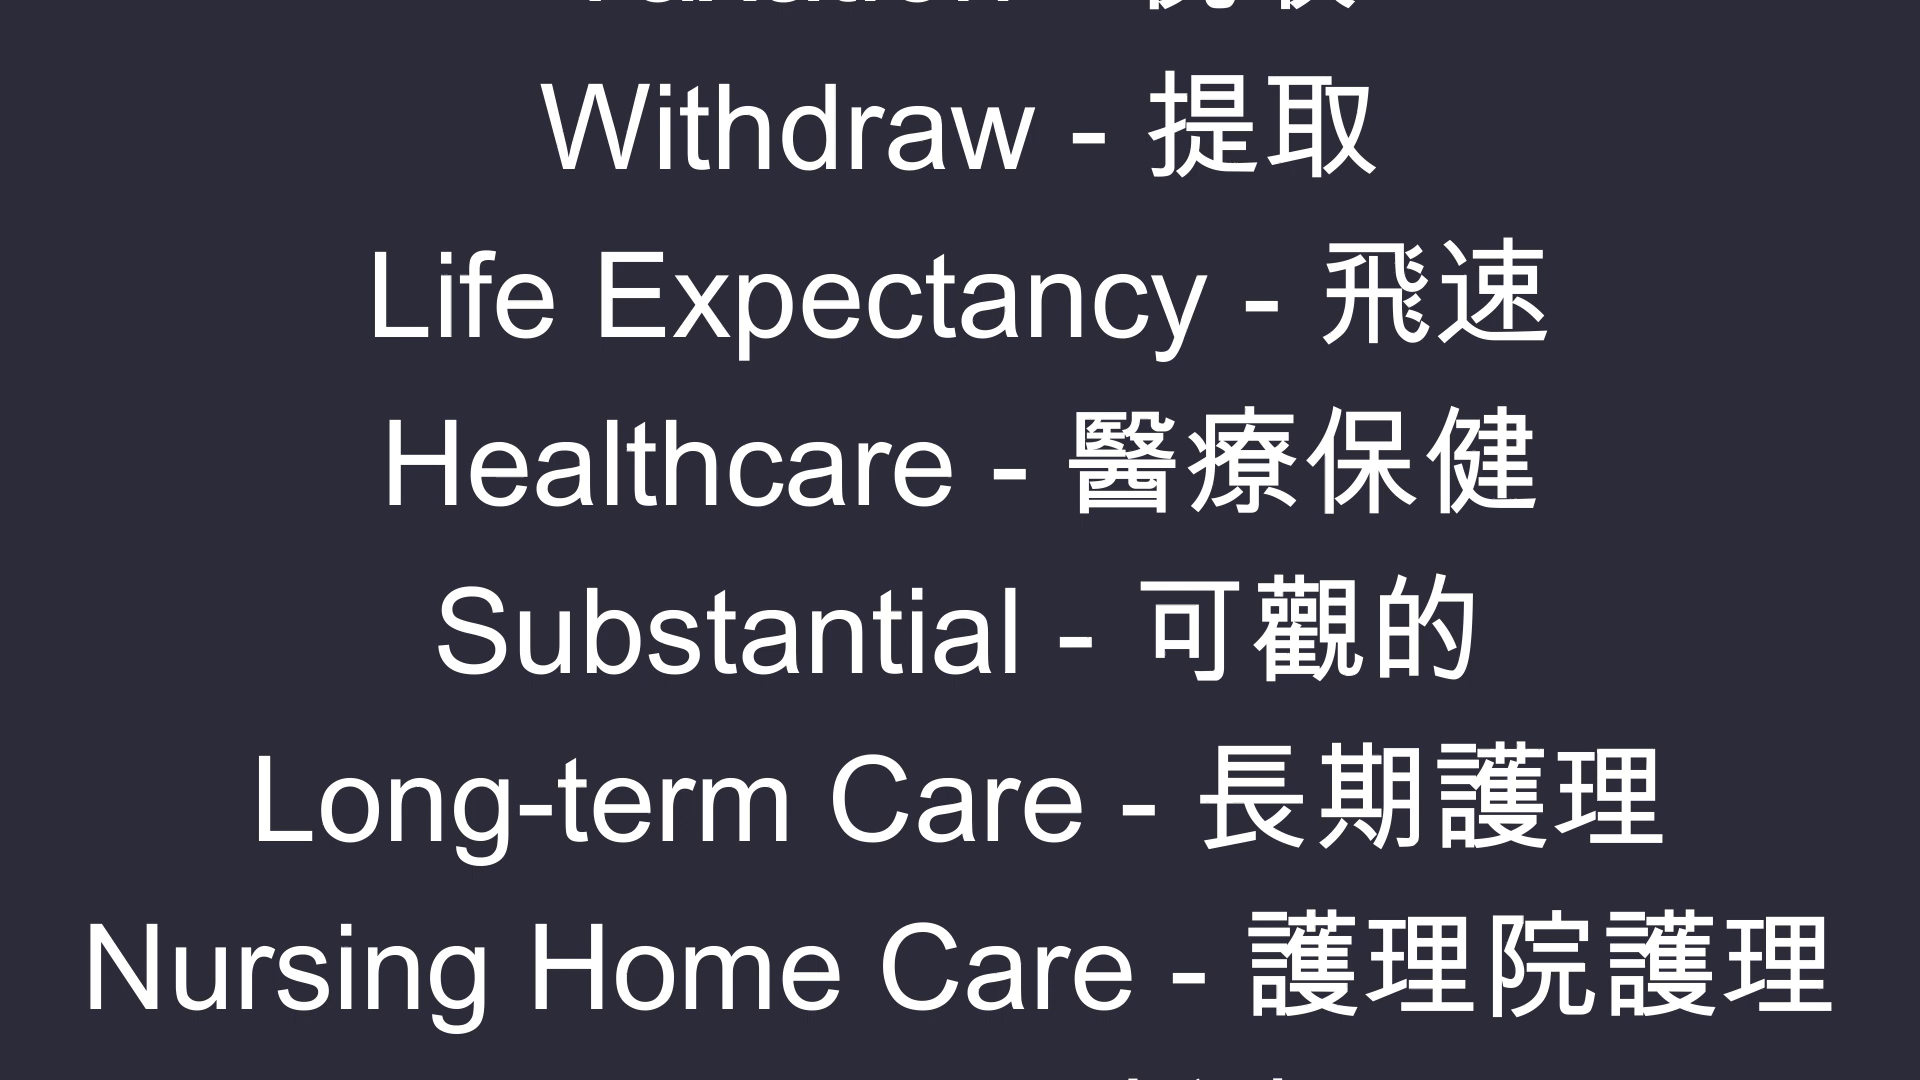 Withdraw - 提取
Life Expectancy - 飛速
Healthcare - 醫療保健
Substantial - 可觀的
Long-term Care - 長期護理
Nursing Home Care - 護理院護理